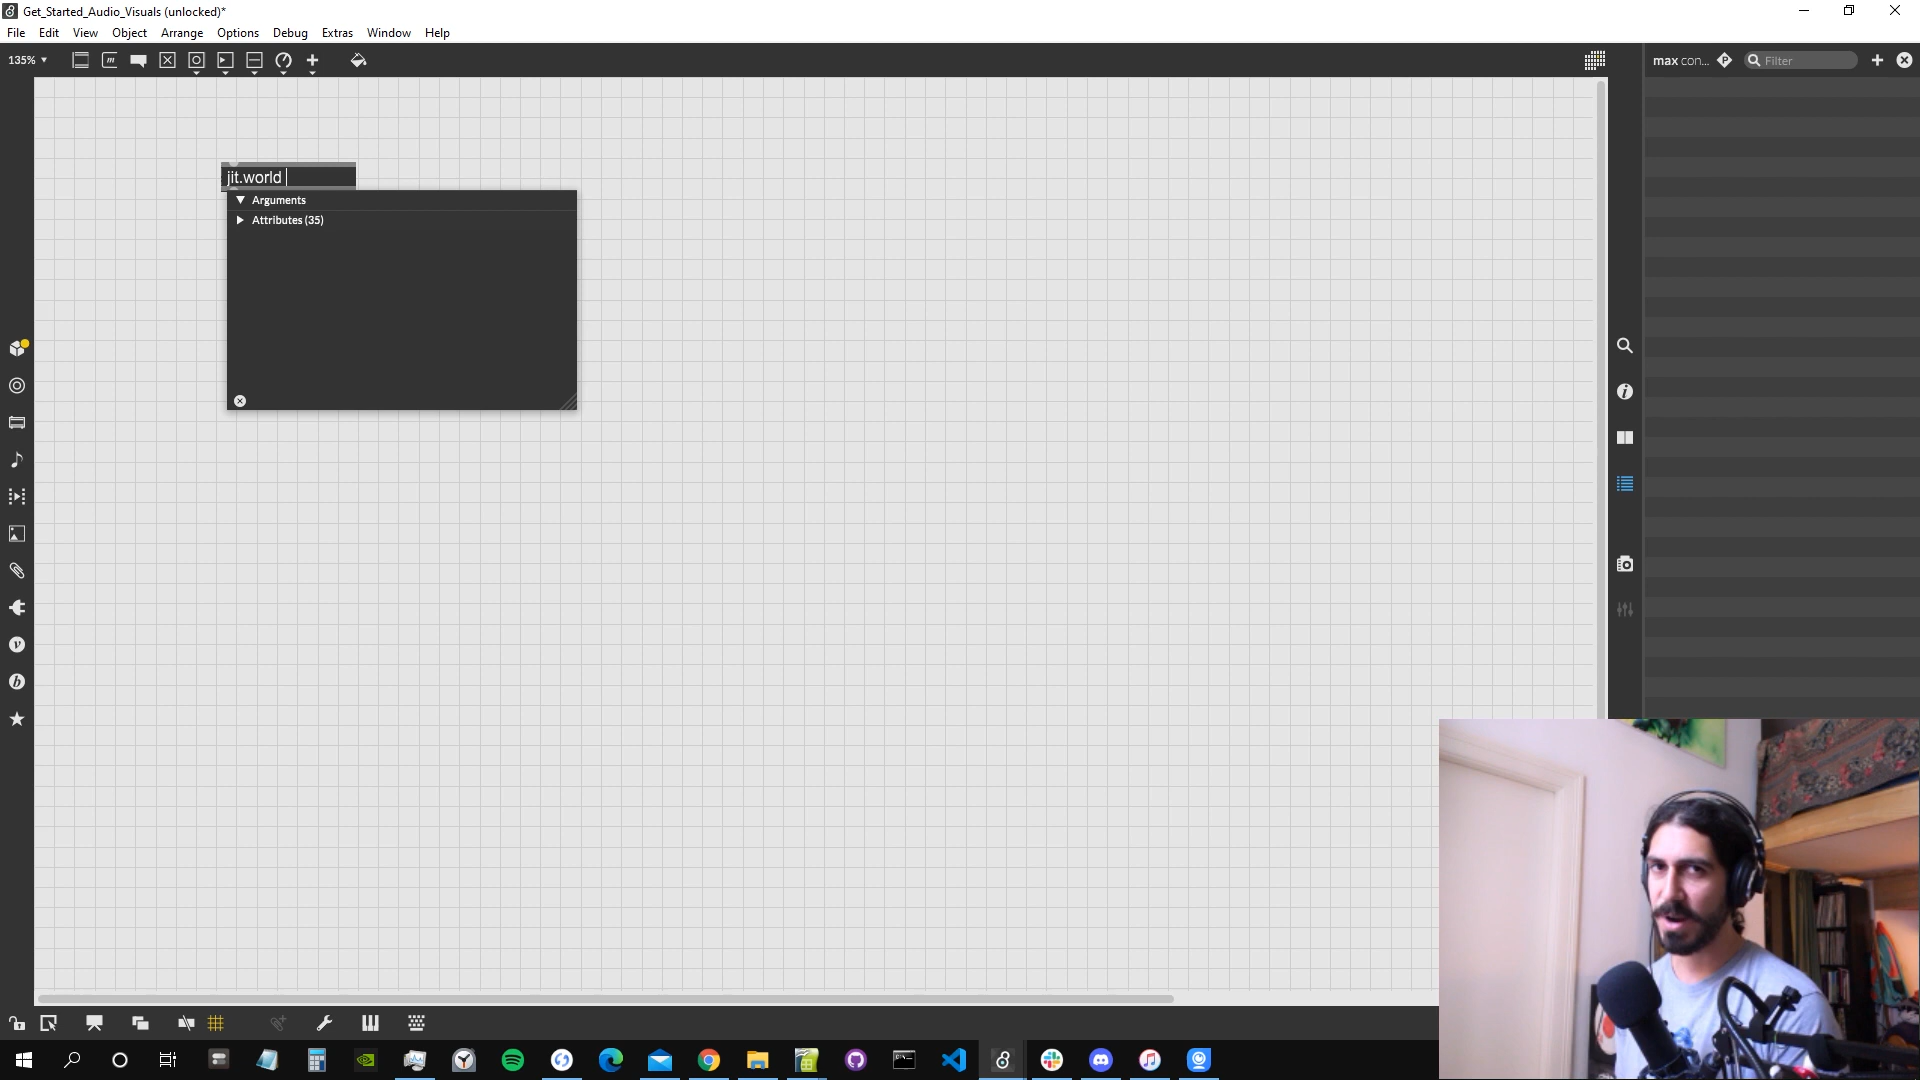 Get_Started_Audio_Visuals (unlocked)*
File Edit View Object Arrange Options Debug Extras Window Help
135%
max con...
Filter
jit.world
Arguments
Attributes (35)